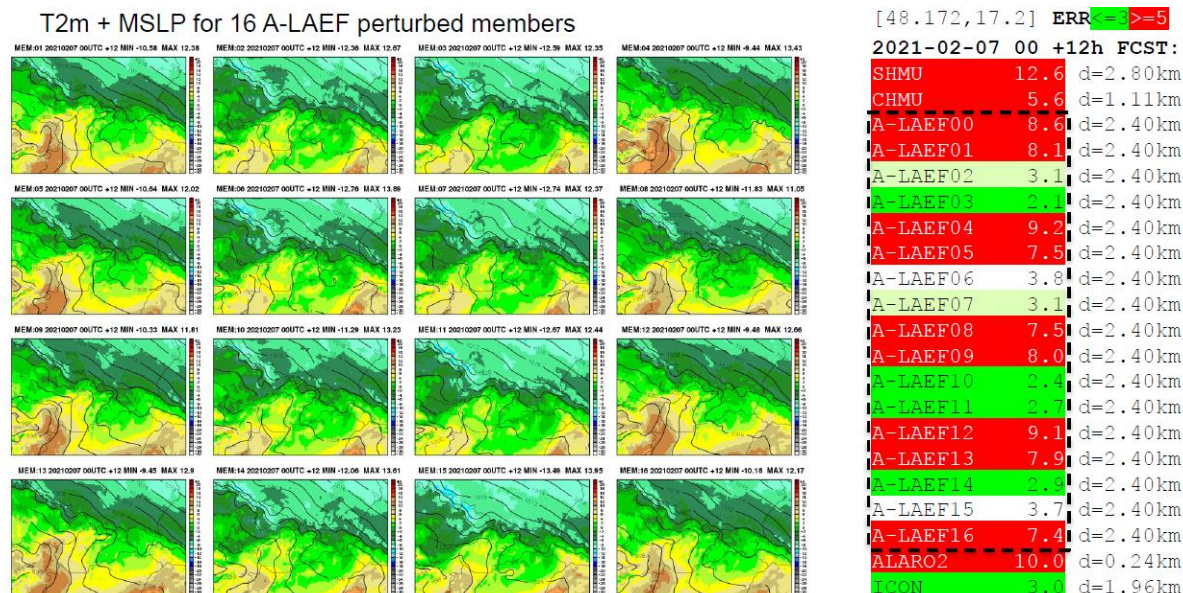 T2m + MSLP for 16 A-LAEF perturbed members
MEM:01 20210207 00UTC +12 MIN -10.58 MAX 12.38
MEM:02 20210207 00UTC +12 MIN -12.36 MAX 12.67
MEM:03 20210207 00UTC +12 MIN -12.59 MAX 12.35
MEM:04 20210207 00UTC +12 MIN -9.44 MAX 13.43
MEM:05 20210207 00UTC +12 MIN -10.64 MAX 12.02
MEM:06 20210207 00UTC +12 MIN -12.76 MAX 13.89
MEM:07 20210207 00UTC +12 MIN -12.74 MAX 12.37
MEM:08 20210207 00UTC +12 MIN -11.83 MAX 11.05
MEM:09 20210207 00UTC +12 MIN -10.33 MAX 11.81
MEM:10 20210207 00UTC +12 MIN -11.29 MAX 13.23
MEM:11 20210207 00UTC +12 MIN -12.67 MAX 12.44
MEM:12 20210207 00UTC +12 MIN -9.48 MAX 12.66
MEM:13 20210207 00UTC +12 MIN -9.45 MAX 12.9
MEM:14 20210207 00UTC +12 MIN -12.06 MAX 13.61
MEM:15 20210207 00UTC +12 MIN -13.49 MAX 13.95
MEM:16 20210207 00UTC +12 MIN -10.18 MAX 12.17
[48.172,17.2] ERR<=3>=5
2021-02-07 00 +12h FCST:
SHMU 12.6 d=2.80km
CHMU 5.6 d=1.11km
A-LAEF00 8.6 d=2.40km
A-LAEF01 8.1 d=2.40km
A-LAEF02 3.1 d=2.40km
A-LAEF03 2.1 d=2.40km
A-LAEF04 9.2 d=2.40km
A-LAEF05 7.5 d=2.40km
A-LAEF06 3.8 d=2.40km
A-LAEF07 3.1 d=2.40km
A-LAEF08 7.5 d=2.40km
A-LAEF09 8.0 d=2.40km
A-LAEF10 2.4 d=2.40km
A-LAEF11 2.7 d=2.40km
A-LAEF12 9.1 d=2.40km
A-LAEF13 7.9 d=2.40km
A-LAEF14 2.9 d=2.40km
A-LAEF15 3.7 d=2.40km
A-LAEF16 7.4 d=2.40km
ALARO2 10.0 d=0.24km
ICON 3.0 d=1.96km